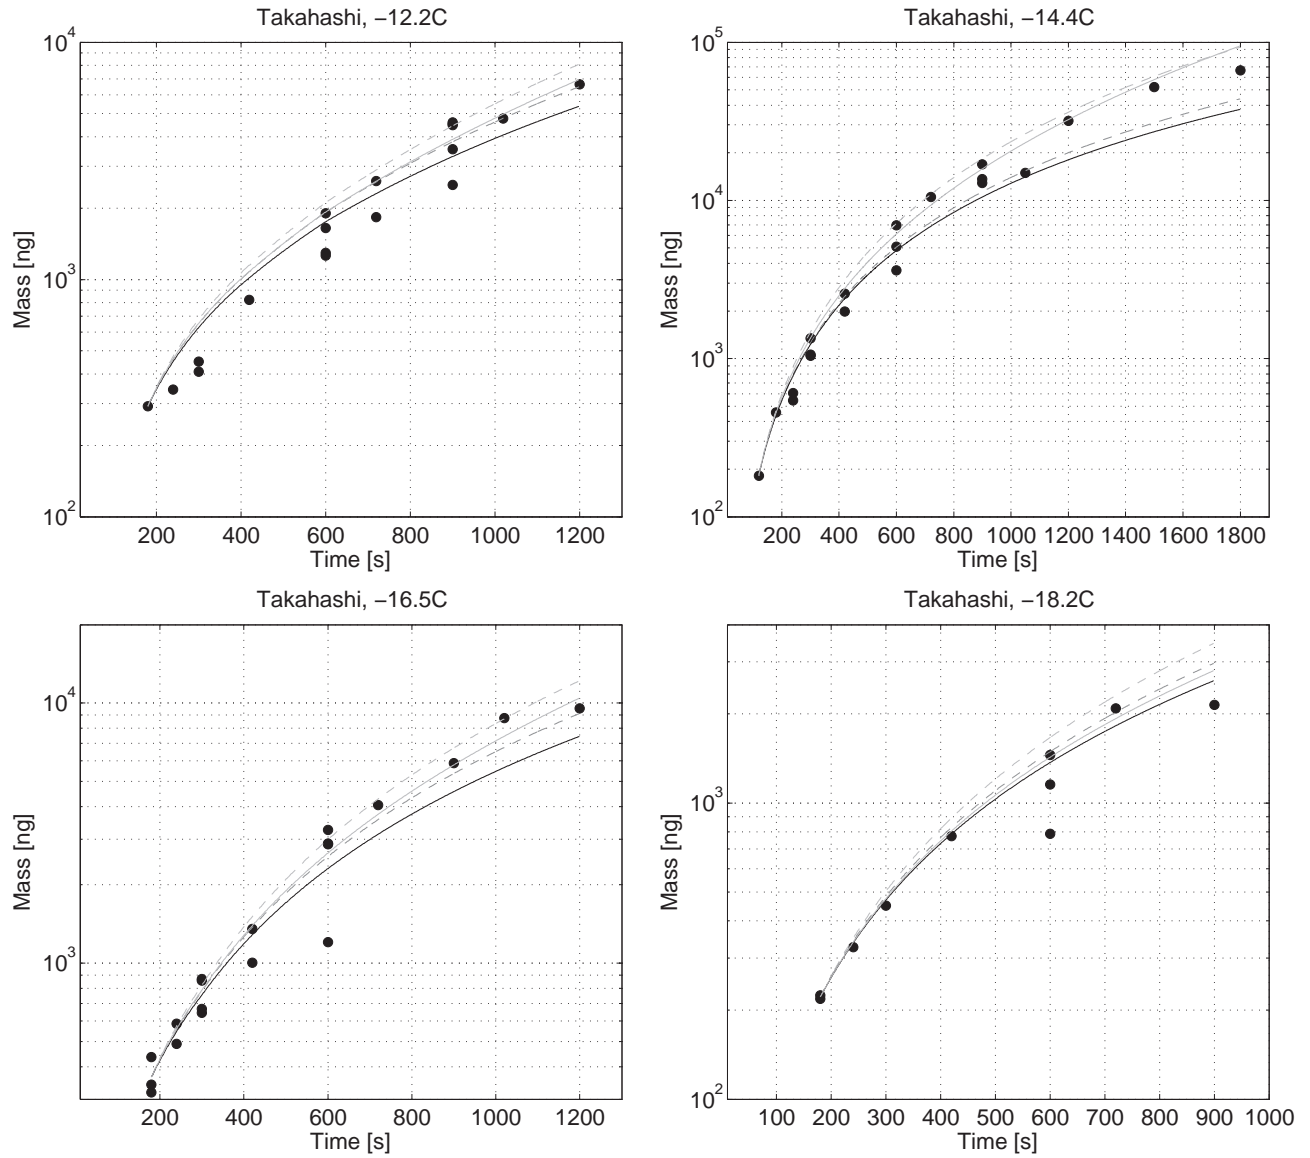 Takahashi, −12.2C
10^4
10^3
10^2
Mass [ng]
200 400 600 800 1000 1200
Time [s]
Takahashi, −14.4C
10^5
10^4
10^3
10^2
Mass [ng]
200 400 600 800 1000 1200 1400 1600 1800
Time [s]
Takahashi, −16.5C
10^4
10^3
Mass [ng]
200 400 600 800 1000 1200
Time [s]
Takahashi, −18.2C
10^3
10^2
Mass [ng]
100 200 300 400 500 600 700 800 900 1000
Time [s]